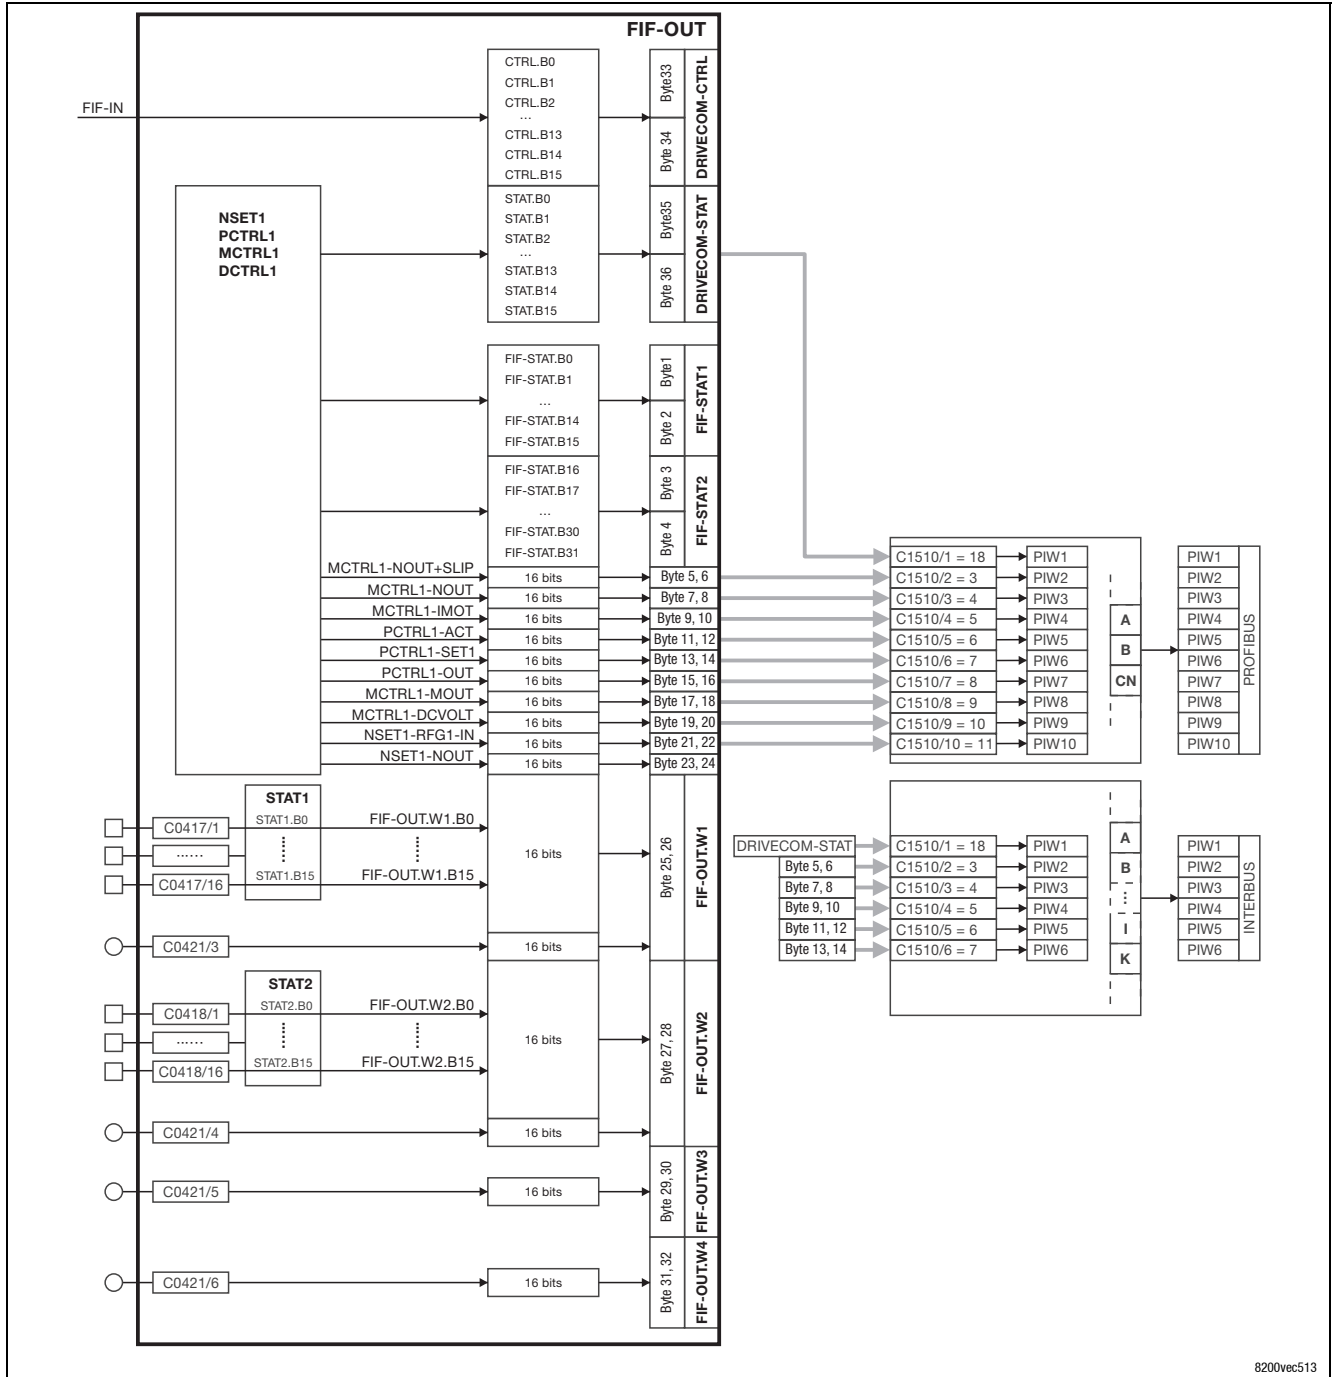 FIF-OUT
FIF-IN
CTRL.B0
CTRL.B1
CTRL.B2
...
CTRL.B13
CTRL.B14
CTRL.B15
Byte33
Byte 34
DRIVECOM-CTRL
NSET1
PCTRL1
MCTRL1
DCTRL1
STAT.B0
STAT.B1
STAT.B2
...
STAT.B13
STAT.B14
STAT.B15
Byte35
Byte 36
DRIVECOM-STAT
FIF-STAT.B0
FIF-STAT.B1
...
FIF-STAT.B14
FIF-STAT.B15
Byte1
Byte 2
FIF-STAT1
FIF-STAT.B16
FIF-STAT.B17
...
FIF-STAT.B30
FIF-STAT.B31
Byte 3
Byte 4
FIF-STAT2
MCTRL1-NOUT+SLIP 16 bits Byte 5, 6
MCTRL1-NOUT 16 bits Byte 7, 8
MCTRL1-IMOT 16 bits Byte 9, 10
PCTRL1-ACT 16 bits Byte 11, 12
PCTRL1-SET1 16 bits Byte 13, 14
PCTRL1-OUT 16 bits Byte 15, 16
MCTRL1-MOUT 16 bits Byte 17, 18
MCTRL1-DCVOLT 16 bits Byte 19, 20
NSET1-RFG1-IN 16 bits Byte 21, 22
NSET1-NOUT 16 bits Byte 23, 24
C1510/1 = 18 PIW1 PIW1
C1510/2 = 3 PIW2 PIW2
C1510/3 = 4 PIW3 PIW3
C1510/4 = 5 PIW4 A PIW4
C1510/5 = 6 PIW5 B PIW5
C1510/6 = 7 PIW6 PIW6
C1510/7 = 8 PIW7 CN PIW7
C1510/8 = 9 PIW8 PIW8
C1510/9 = 10 PIW9 PIW9
C1510/10 = 11 PIW10 PIW10
PROFIBUS
STAT1
C0417/1 STAT1.B0 FIF-OUT.W1.B0
......
C0417/16 STAT1.B15 FIF-OUT.W1.B15
16 bits
C0421/3 16 bits
Byte 25, 26
FIF-OUT.W1
DRIVECOM-STAT C1510/1 = 18 PIW1 A PIW1
Byte 5, 6 C1510/2 = 3 PIW2 B PIW2
Byte 7, 8 C1510/3 = 4 PIW3 PIW3
Byte 9, 10 C1510/4 = 5 PIW4 PIW4
Byte 11, 12 C1510/5 = 6 PIW5 I PIW5
Byte 13, 14 C1510/6 = 7 PIW6 K PIW6
INTERBUS
STAT2
C0418/1 STAT2.B0 FIF-OUT.W2.B0
......
C0418/16 STAT2.B15 FIF-OUT.W2.B15
16 bits
C0421/4 16 bits
Byte 27, 28
FIF-OUT.W2
C0421/5 16 bits
Byte 29, 30
FIF-OUT.W3
C0421/6 16 bits
Byte 31, 32
FIF-OUT.W4
8200vec513